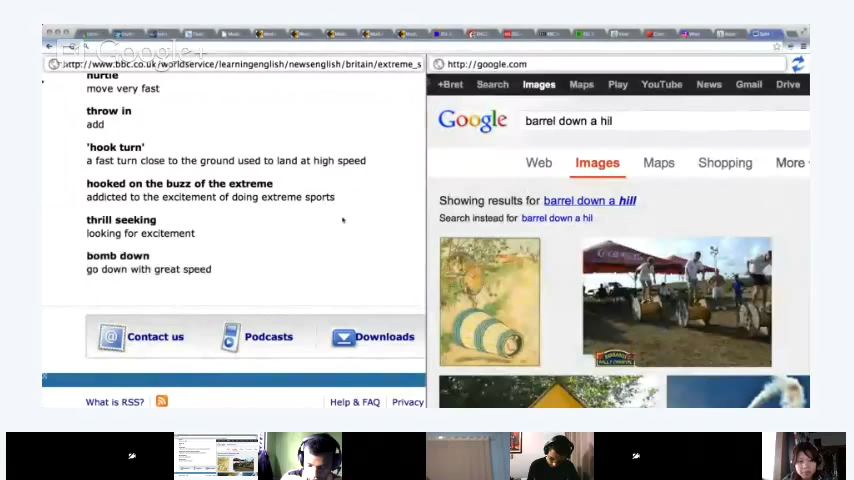 El Google+
http://www.bbc.co.uk/worldservice/learningenglish/newsenglish/britain/extreme_s
hurtle
move very fast
throw in
add
'hook turn'
a fast turn close to the ground used to land at high speed
hooked on the buzz of the extreme
addicted to the excitement of doing extreme sports
thrill seeking
looking for excitement
bomb down
go down with great speed
Contact us
Podcasts
Downloads
What is RSS?
Help & FAQ
Privacy
http://google.com
+Bret Search Images Maps Play YouTube News Gmail Drive
Google
barrel down a hil
Web Images Maps Shopping More
Showing results for barrel down a hill
Search instead for barrel down a hil